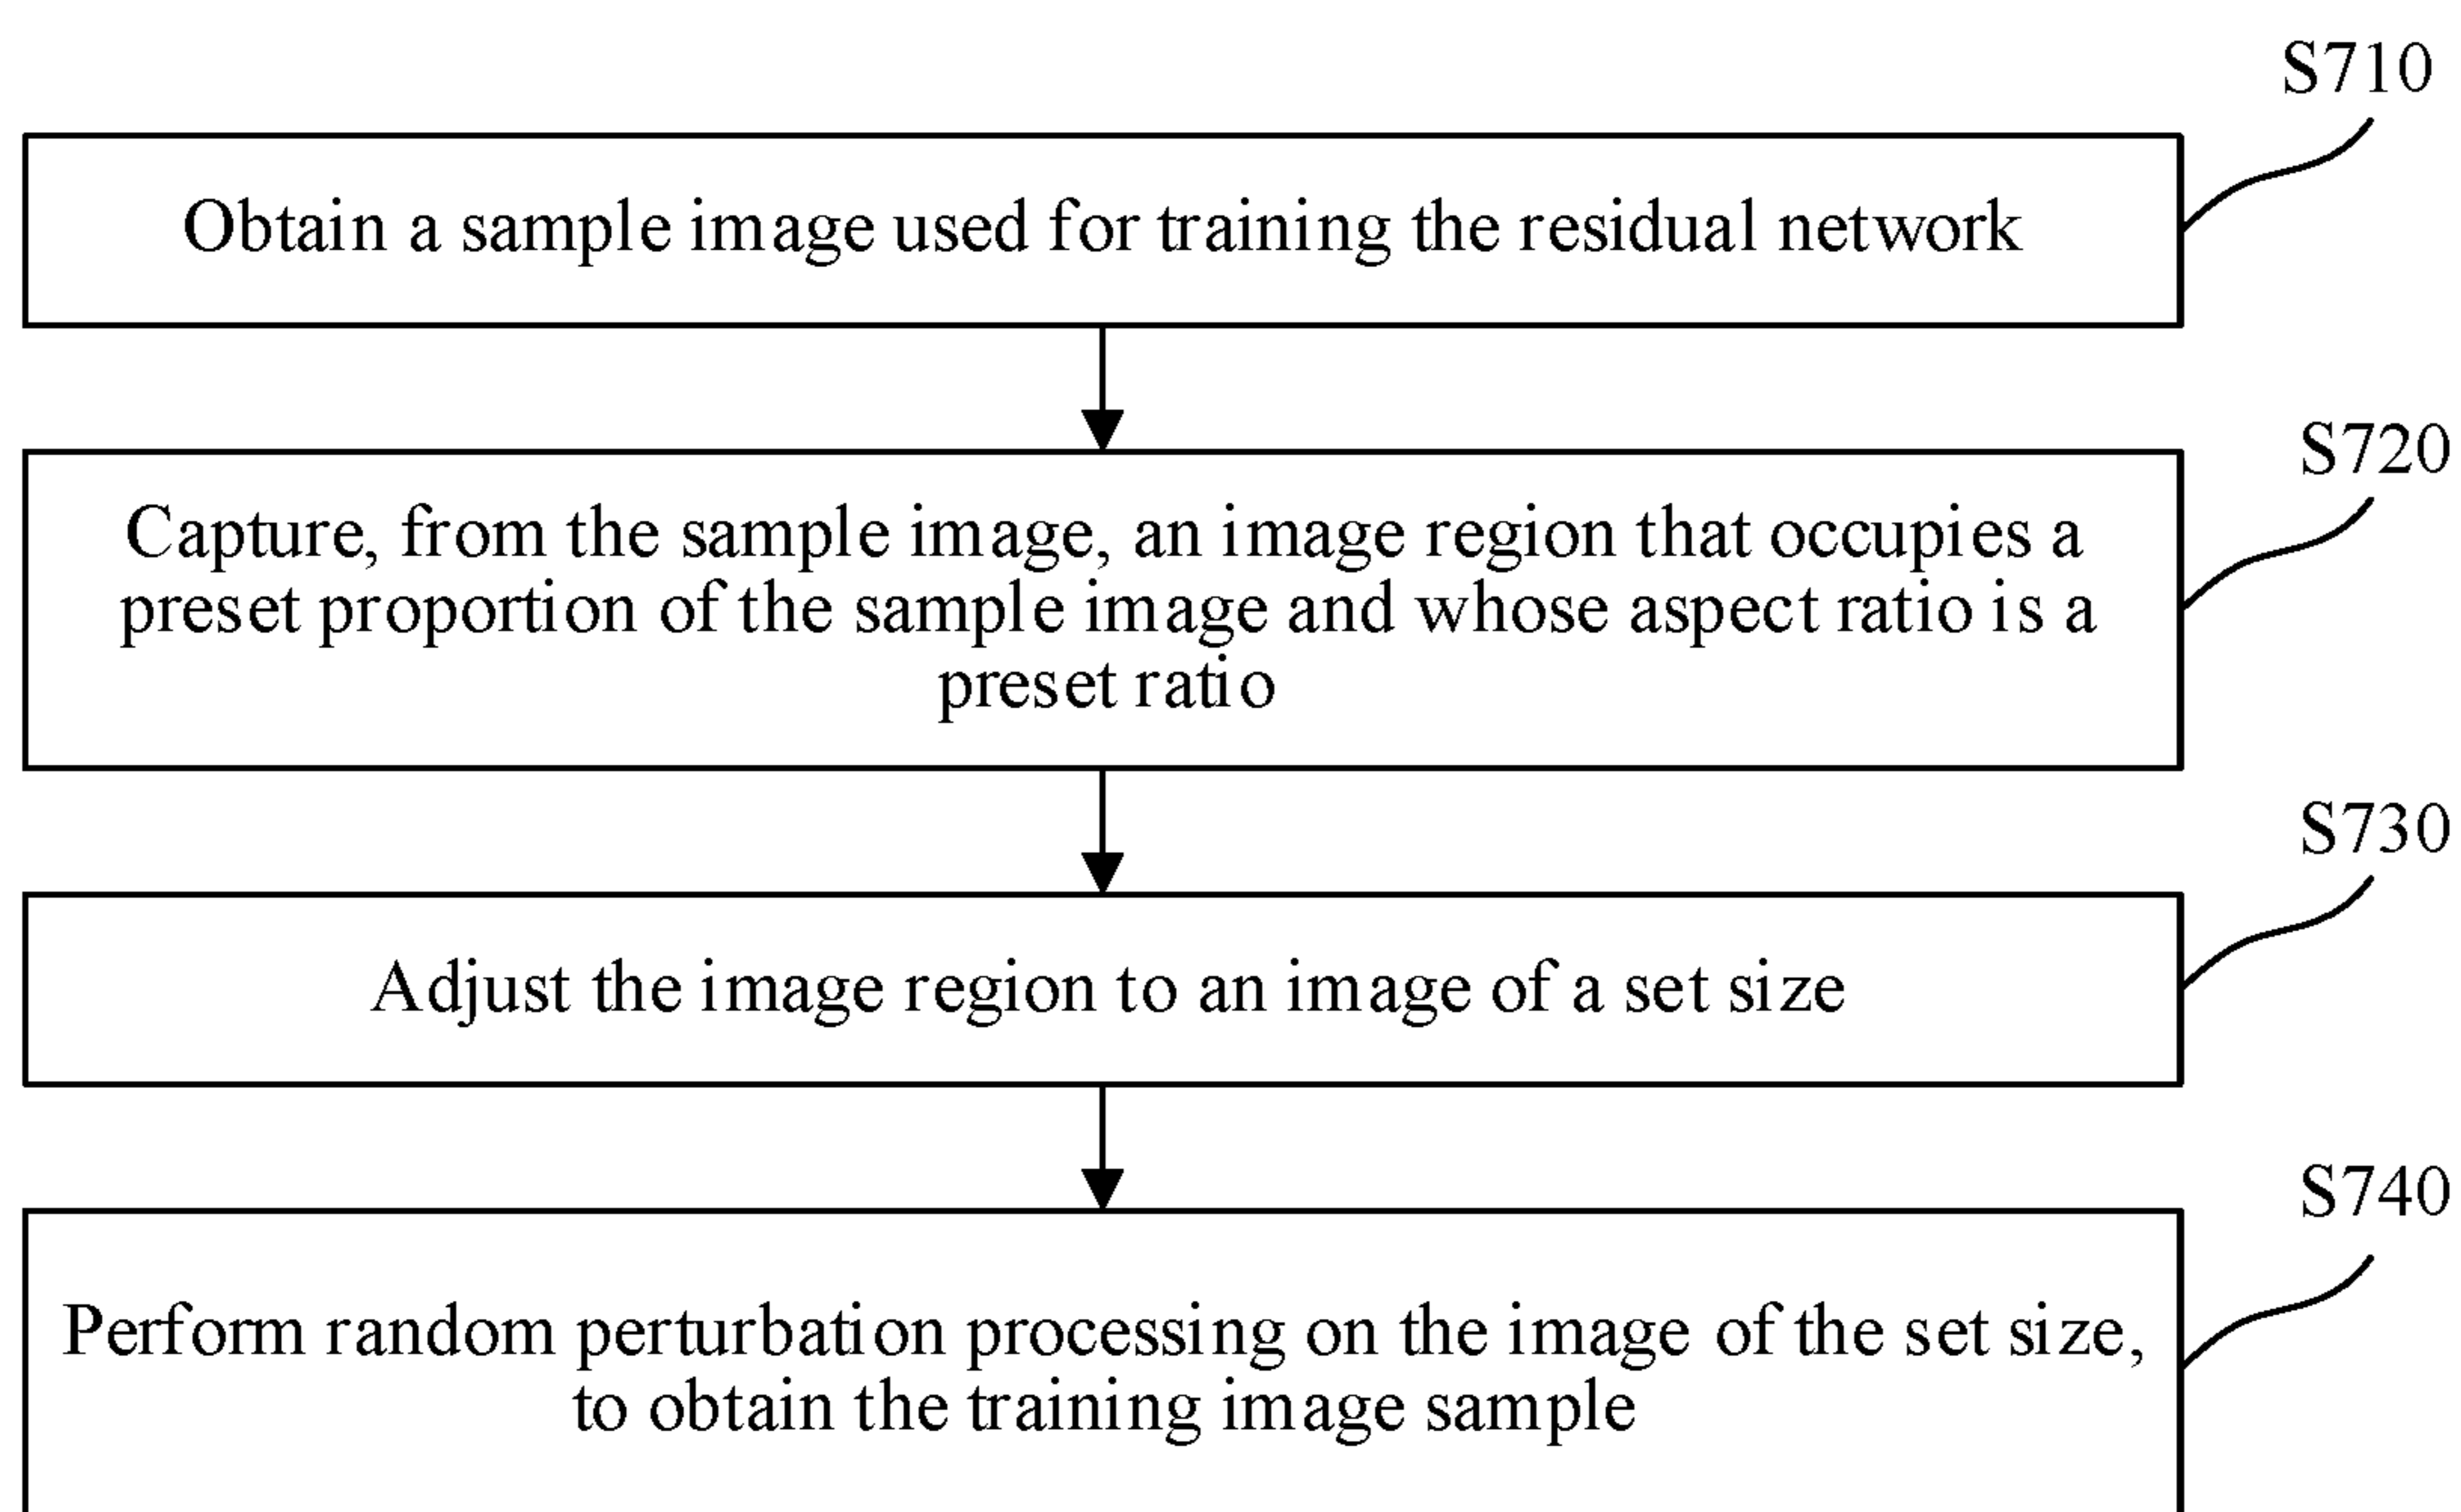 S710
Obtain a sample image used for training the residual network
S720
Capture, from the sample image, an image region that occupies a
preset proportion of the sample image and whose aspect ratio is a
preset ratio
S730
Adjust the image region to an image of a set size
S740
Perform random perturbation processing on the image of the set size,
to obtain the training image sample